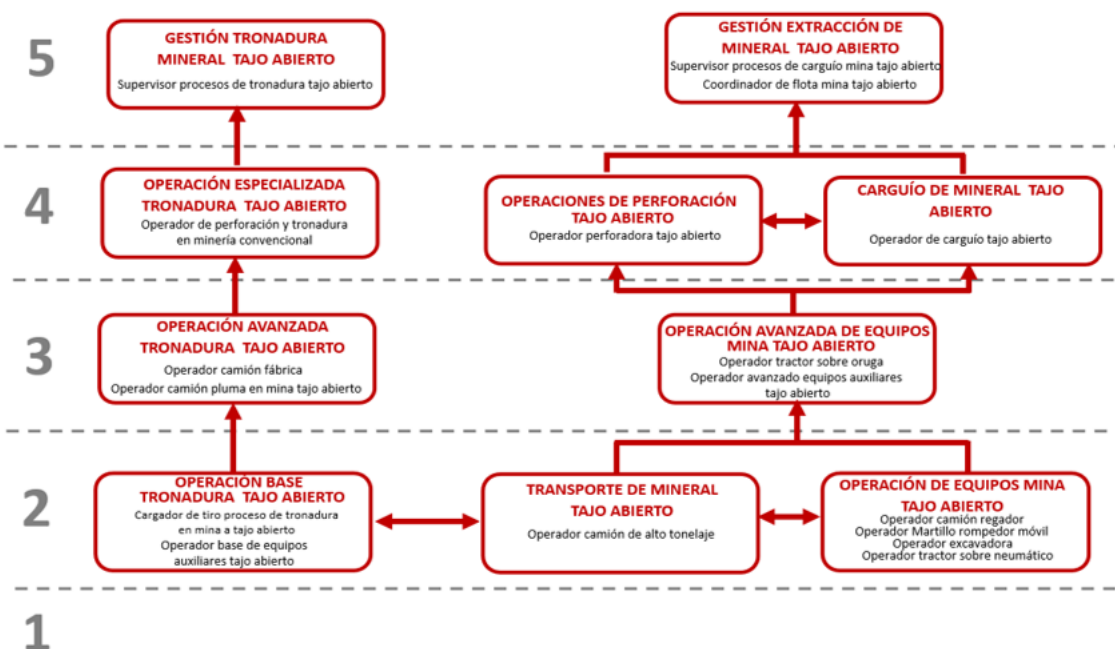 5
GESTIÓN TRONADURA
MINERAL TAJO ABIERTO
Supervisor procesos de tronadura tajo abierto
GESTIÓN EXTRACCIÓN DE
MINERAL TAJO ABIERTO
Supervisor procesos de carguío mina tajo abierto
Coordinador de flota mina tajo abierto
4
OPERACIÓN ESPECIALIZADA
TRONADURA TAJO ABIERTO
Operador de perforación y tronadura
en minería convencional
OPERACIONES DE PERFORACIÓN
TAJO ABIERTO
Operador perforadora tajo abierto
CARGUÍO DE MINERAL TAJO
ABIERTO
Operador de carguío tajo abierto
3
OPERACIÓN AVANZADA
TRONADURA TAJO ABIERTO
Operador camión fábrica
Operador camión pluma en mina tajo abierto
OPERACIÓN AVANZADA DE EQUIPOS
MINA TAJO ABIERTO
Operador tractor sobre oruga
Operador avanzado equipos auxiliares
tajo abierto
2
OPERACIÓN BASE
TRONADURA TAJO ABIERTO
Cargador de tiro proceso de tronadura
en mina a tajo abierto
Operador base de equipos
auxiliares tajo abierto
TRANSPORTE DE MINERAL
TAJO ABIERTO
Operador camión de alto tonelaje
OPERACIÓN DE EQUIPOS MINA
TAJO ABIERTO
Operador camión regador
Operador Martillo rompedor móvil
Operador excavadora
Operador tractor sobre neumático
1